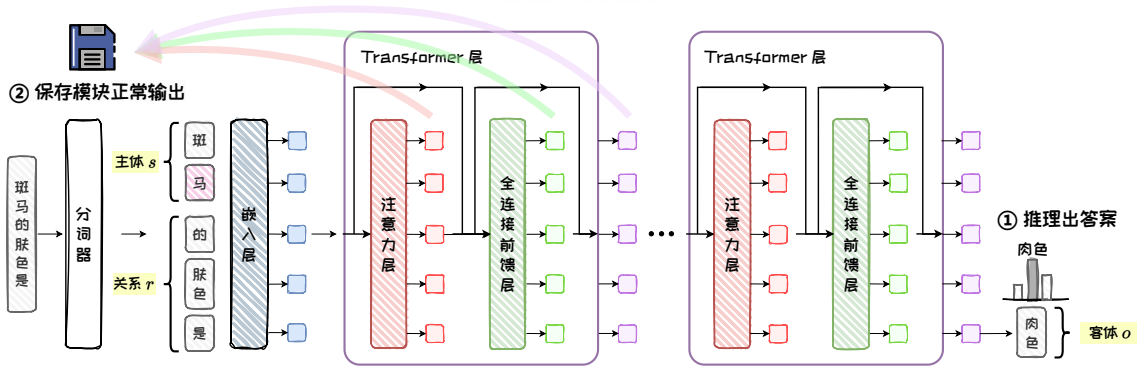 ② 保存模块正常输出
斑马的肤色是
分词器
主体 s
斑
马
关系 r
的
肤色
是
嵌入层
Transformer 层
注意力层
全连接前馈层
•••
Transformer 层
注意力层
全连接前馈层
① 推理出答案
肉色
肉色
客体 o